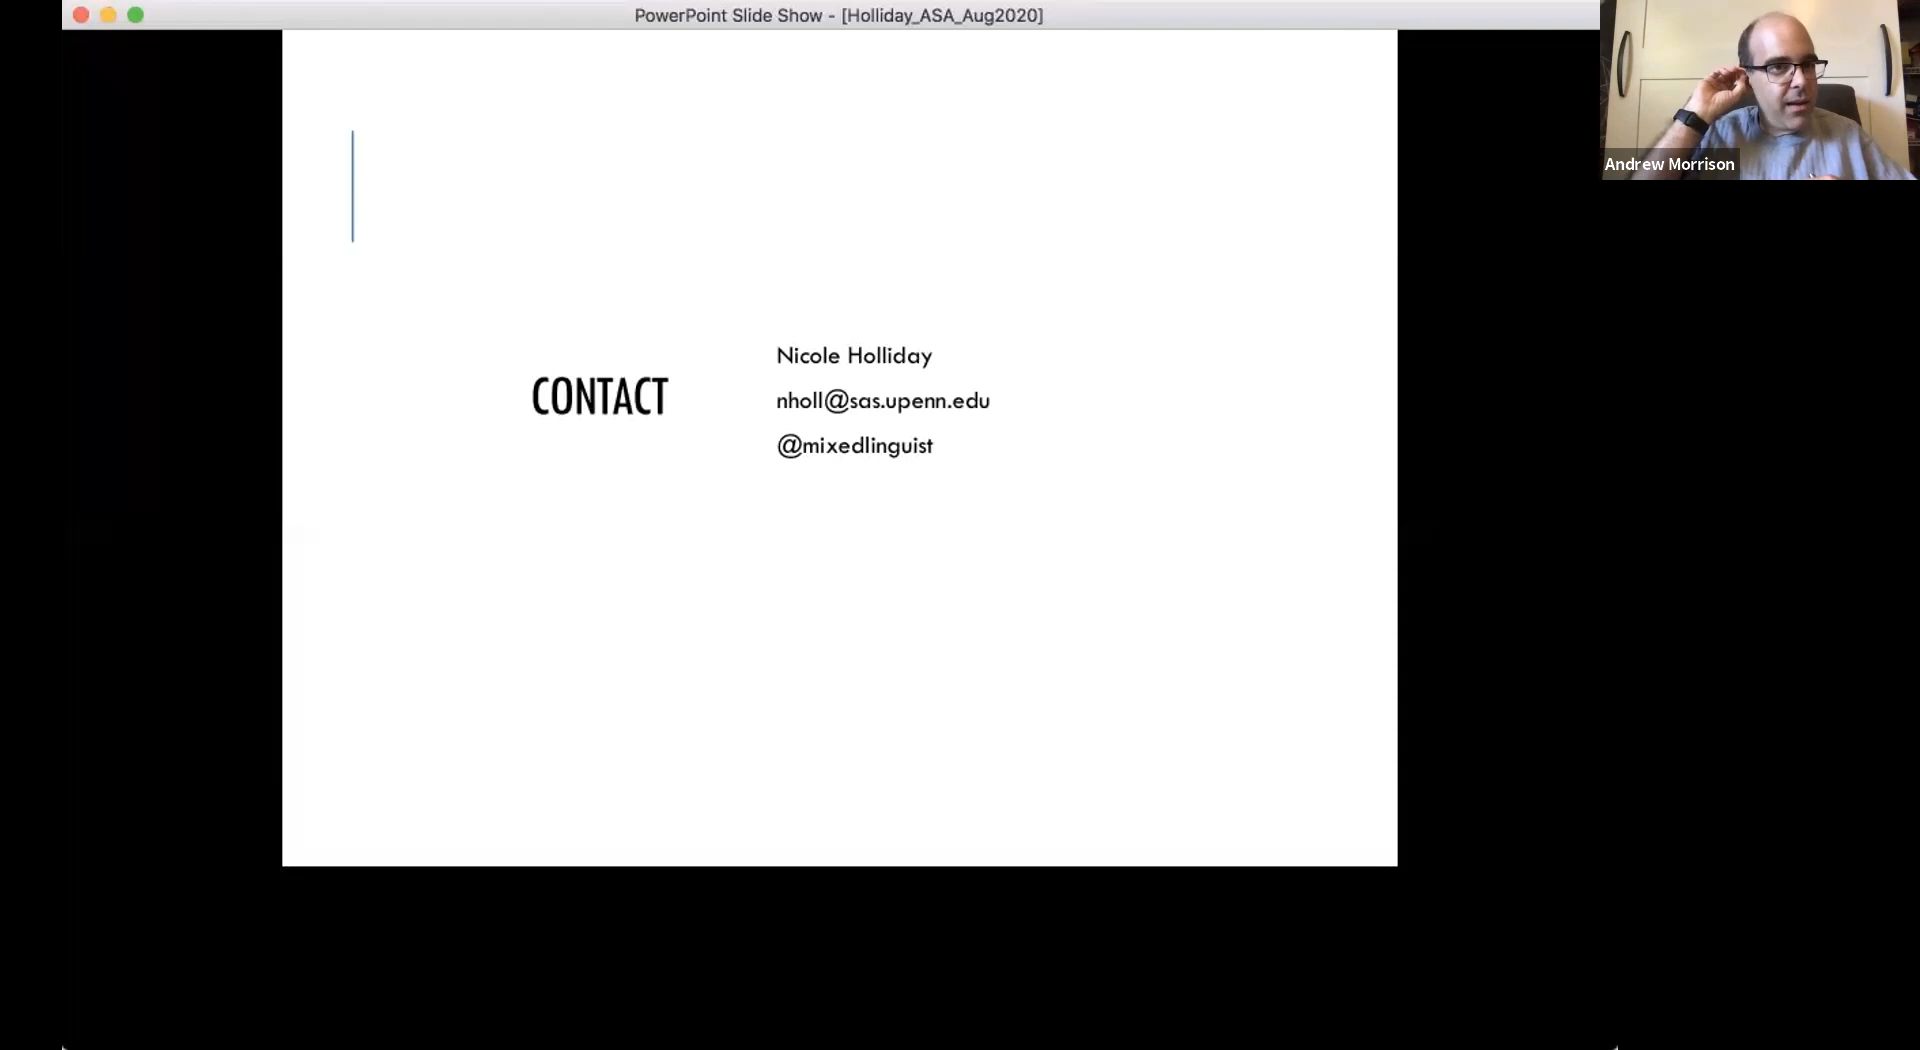 PowerPoint Slide Show - [Holliday_ASA_Aug2020]
Andrew Morrison
CONTACT
Nicole Holliday
nholl@sas.upenn.edu
@mixedlinguist